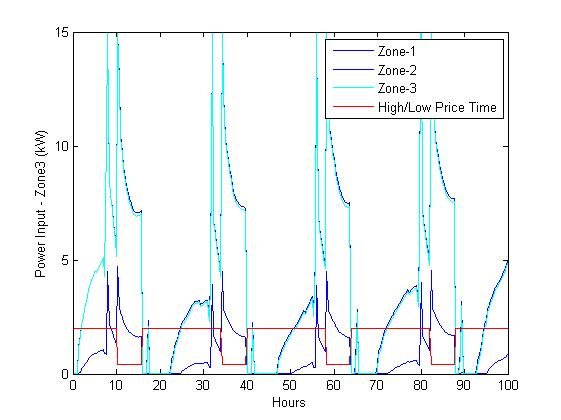 15
10
5
0
Power Input - Zone3 (kW)
Zone-1
Zone-2
Zone-3
High/Low Price Time
0 10 20 30 40 50 60 70 80 90 100
Hours